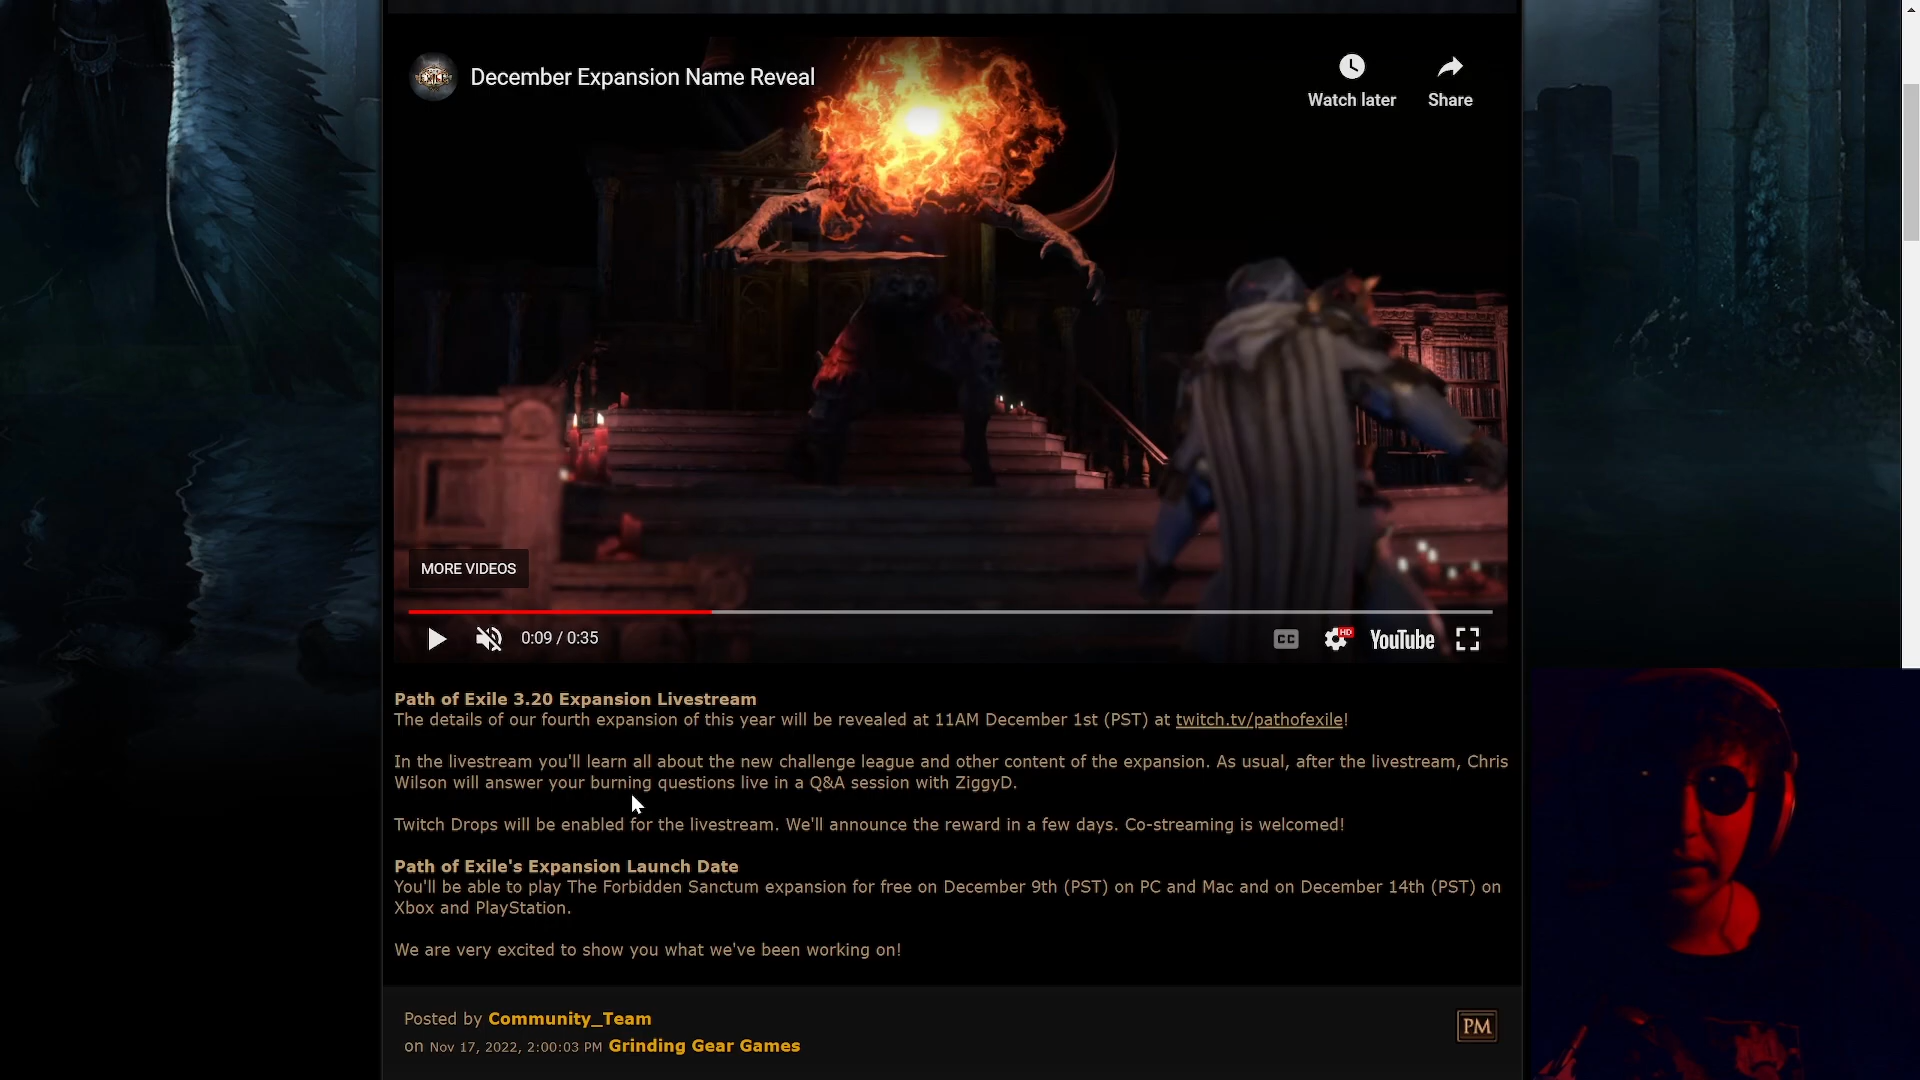 December Expansion Name Reveal
Watch later
Share
MORE VIDEOS
0:09 / 0:35
CC
HD
YouTube
Path of Exile 3.20 Expansion Livestream
The details of our fourth expansion of this year will be revealed at 11AM December 1st (PST) at twitch.tv/pathofexile!
In the livestream you'll learn all about the new challenge league and other content of the expansion. As usual, after the livestream, Chris
Wilson will answer your burning questions live in a Q&A session with ZiggyD.
Twitch Drops will be enabled for the livestream. We'll announce the reward in a few days. Co-streaming is welcomed!
Path of Exile's Expansion Launch Date
You'll be able to play The Forbidden Sanctum expansion for free on December 9th (PST) on PC and Mac and on December 14th (PST) on
Xbox and PlayStation.
We are very excited to show you what we've been working on!
Posted by Community_Team
on Nov 17, 2022, 2:00:03 PM Grinding Gear Games
PM